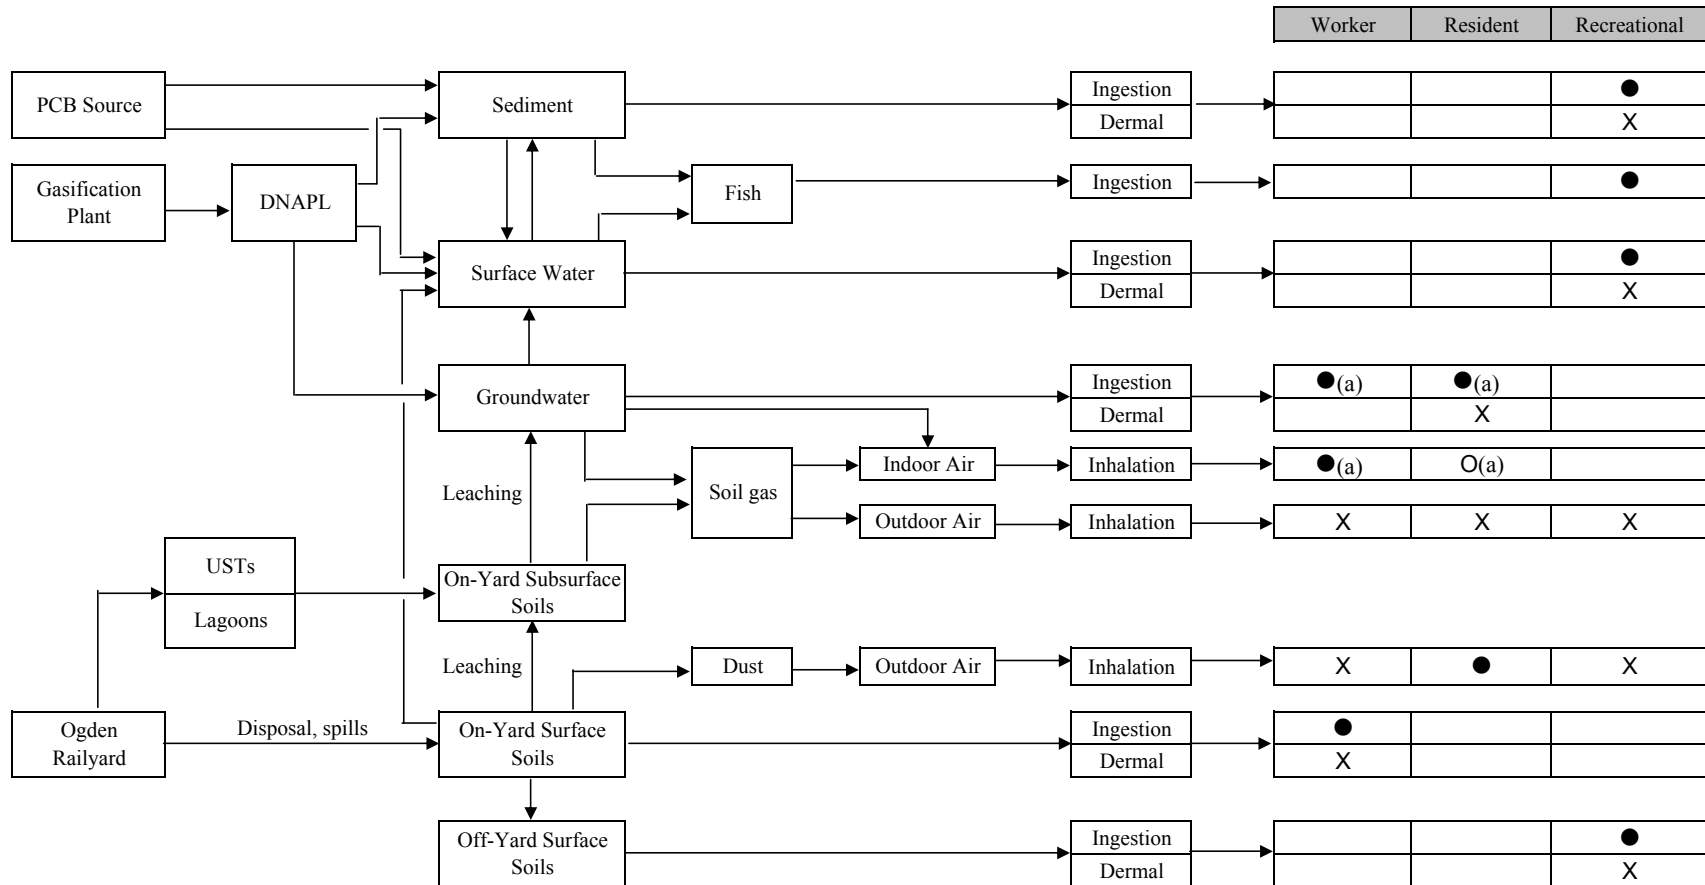 Worker Resident Recreational
PCB Source
Sediment
Ingestion ●
Dermal X
Gasification
Plant
DNAPL
Fish
Ingestion ●
Surface Water
Ingestion ●
Dermal X
Groundwater
Ingestion ●(a) ●(a)
Dermal X
Leaching
Soil gas
Indoor Air
Inhalation ●(a) O(a)
Outdoor Air
Inhalation X X X
USTs
Lagoons
On-Yard Subsurface
Soils
Leaching
Dust
Outdoor Air
Inhalation X ● X
Ogden
Railyard
Disposal, spills
On-Yard Surface
Soils
Ingestion ●
Dermal X
Off-Yard Surface
Soils
Ingestion ●
Dermal X